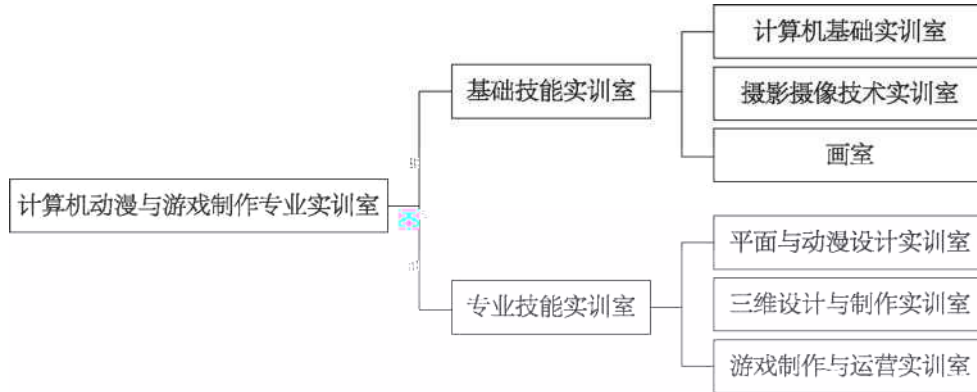 计算机动漫与游戏制作专业实训室
基础技能实训室
计算机基础实训室
摄影摄像技术实训室
画室
专业技能实训室
平面与动漫设计实训室
三维设计与制作实训室
游戏制作与运营实训室